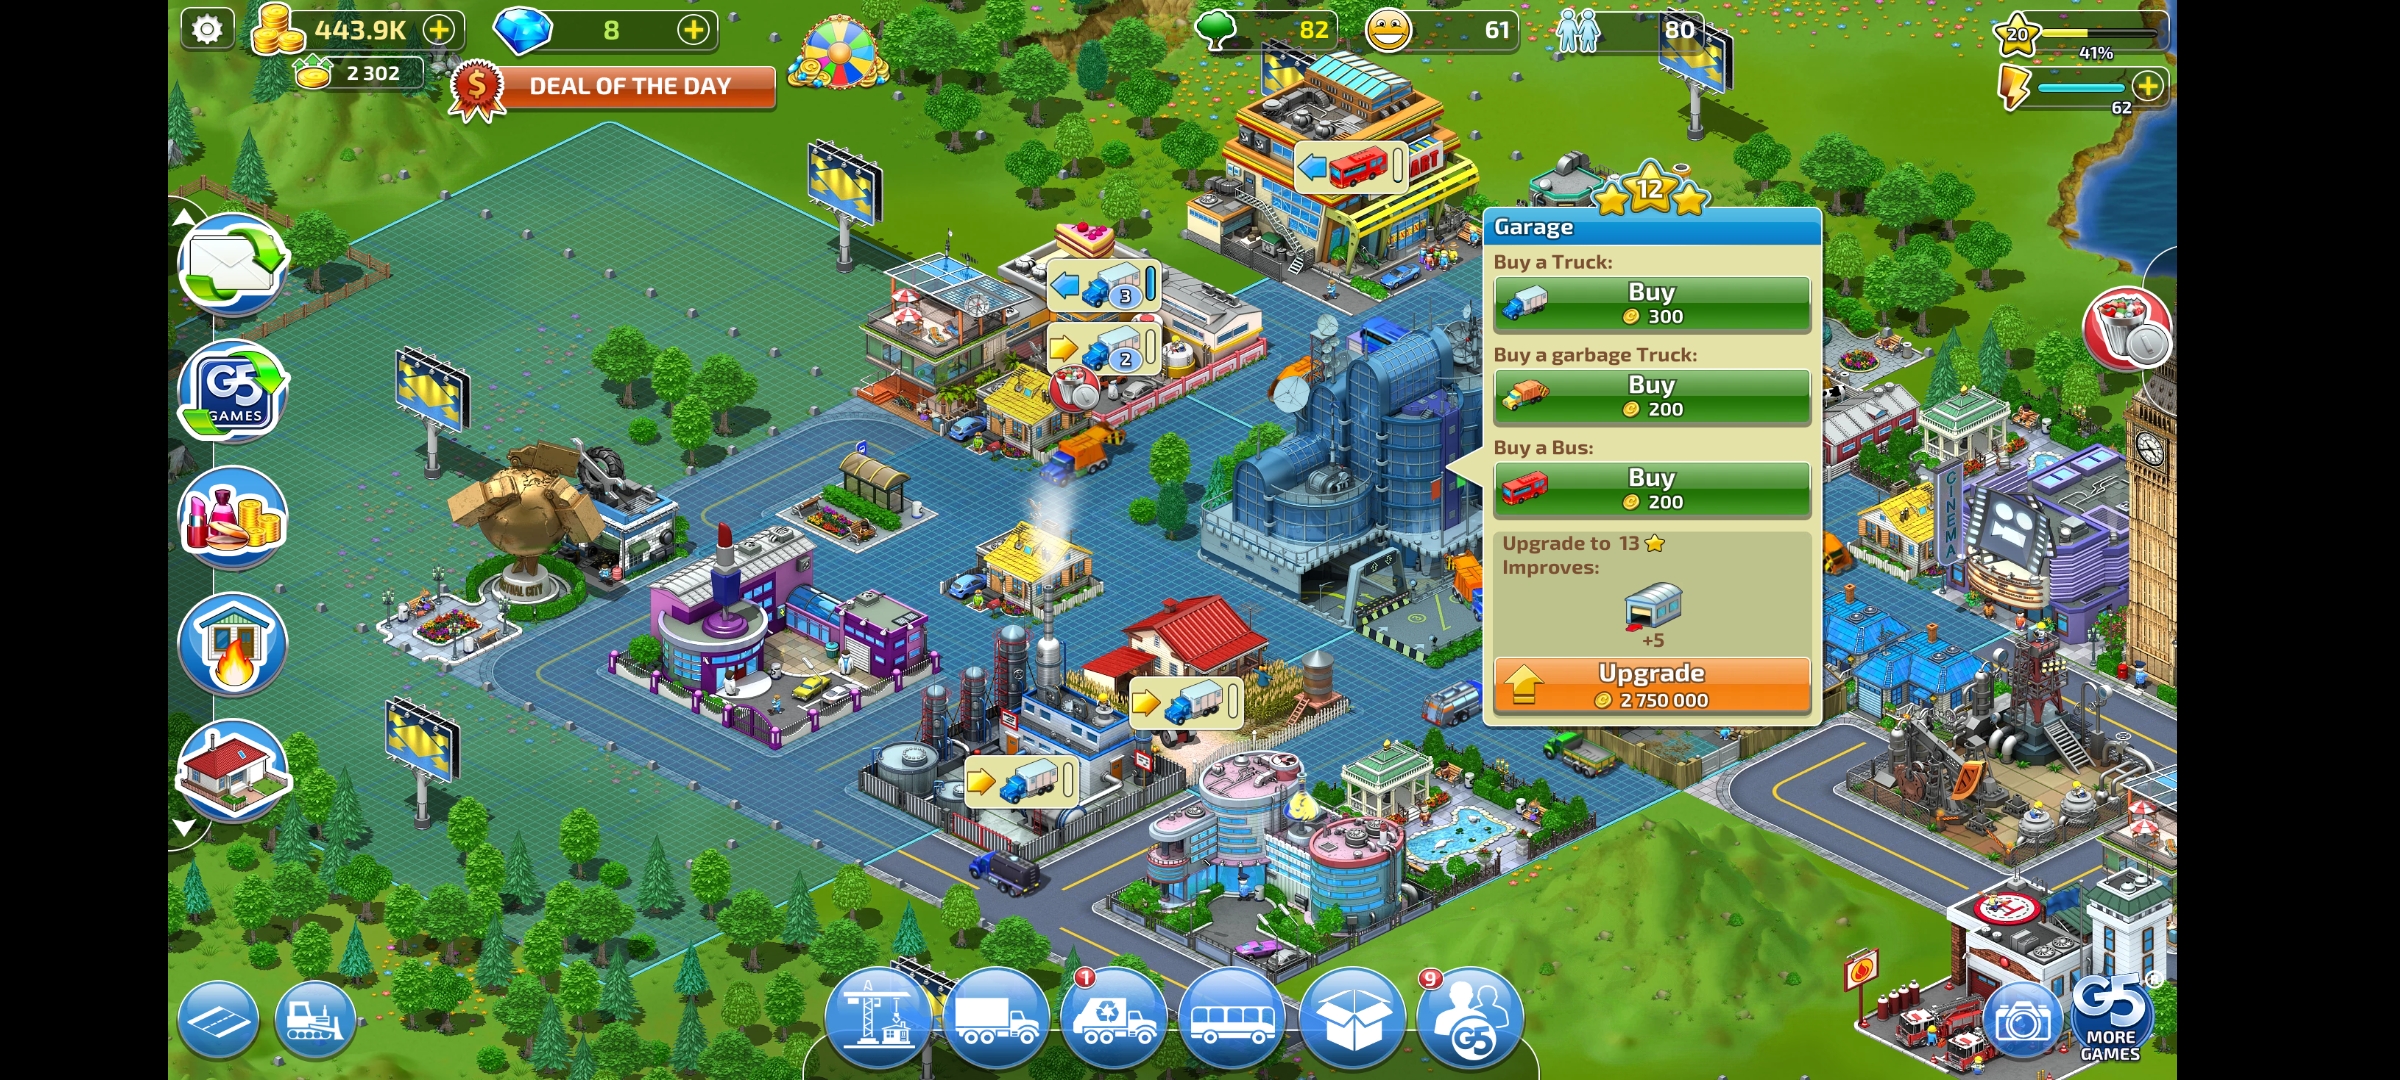 443.9K
8
2 302
DEAL OF THE DAY
82
61
80
20
41%
62
ART
12
Garage
Buy a Truck:
Buy
300
Buy a garbage Truck:
Buy
200
Buy a Bus:
Buy
200
Upgrade to 13
Improves:
+5
Upgrade
2 750 000
3
2
G5
GAMES
CINEMA
1
9
G5
G5
MORE
GAMES